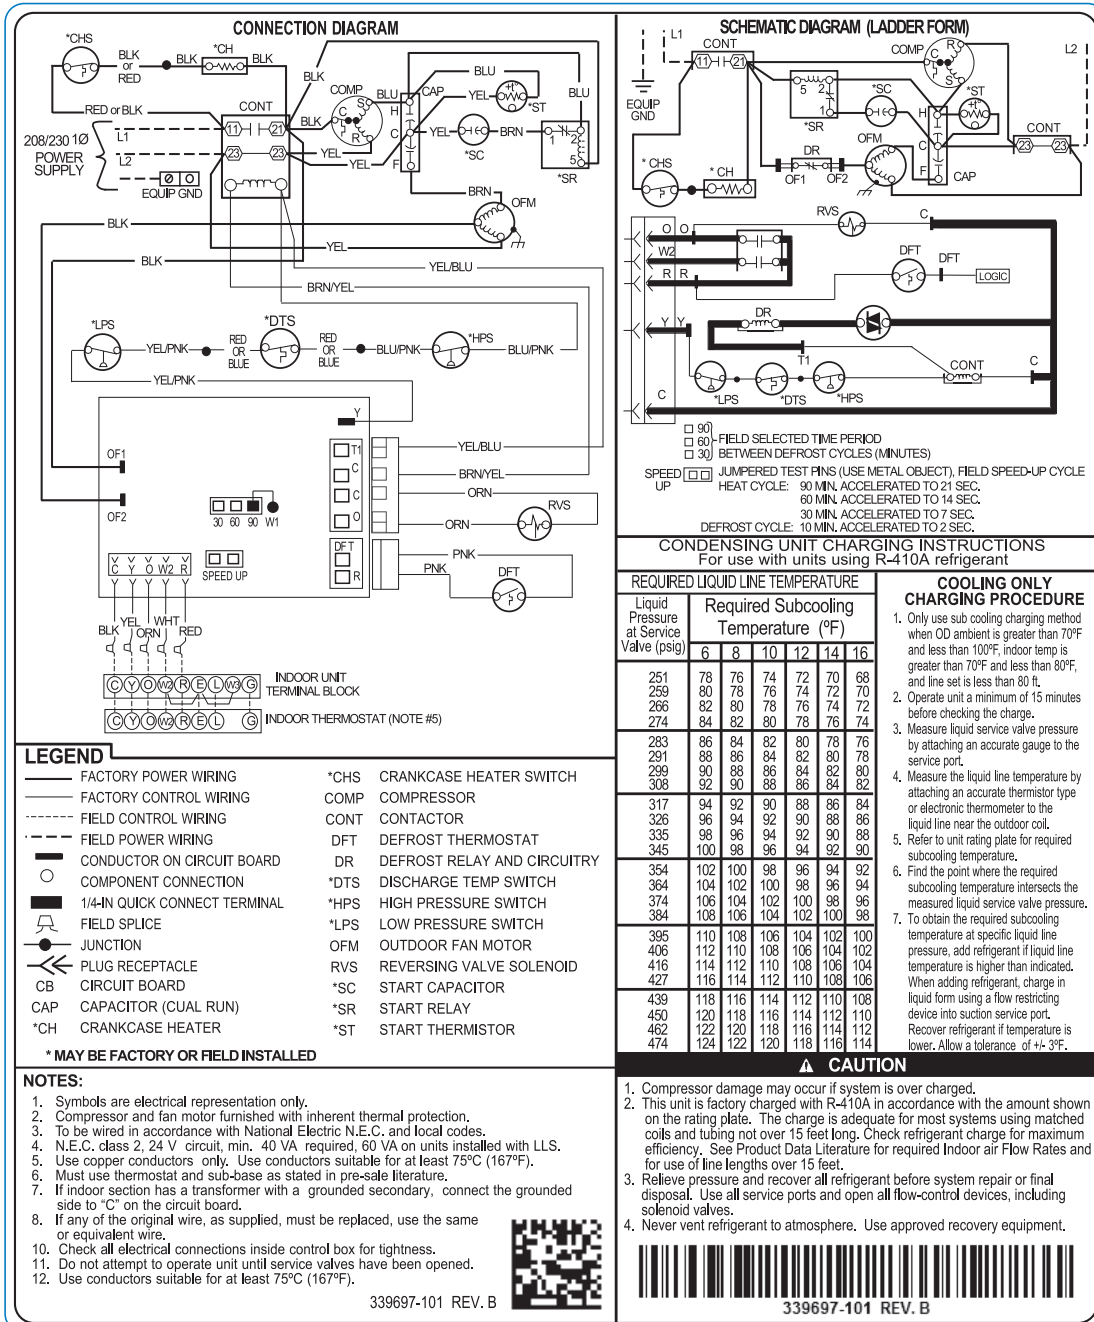 CONNECTION DIAGRAM
*CHS
BLK
or
RED
BLK
*CH
BLK
RED or BLK
CONT
11
21
23
23
BLK
BLK
BLK
COMP
S
C
R
BLU
CAP
H
C
F
BLU
YEL
+t°
*ST
BLU
YEL
BRN
*SC
1
2
5
*SR
YEL
YEL
208/230 1Ø
POWER
SUPPLY
L1
L2
EQUIP GND
BRN
OFM
BLK
YEL
BLK
YEL/BLU
BRN/YEL
*LPS
YEL/PNK
RED
OR
BLUE
*DTS
RED
OR
BLUE
BLU/PNK
*HPS
BLU/PNK
YEL/PNK
Y
OF1
OF2
T1
C
C
O
YEL/BLU
BRN/YEL
ORN
ORN
RVS
30 60 90 W1
SPEED UP
DFT
R
PNK
PNK
DFT
C Y O W2 R
BLK
YEL
ORN
WHT
RED
C Y O W2 R E L W3 G
INDOOR UNIT
TERMINAL BLOCK
C Y O W2 R E L G
INDOOR THERMOSTAT (NOTE #5)
LEGEND
FACTORY POWER WIRING
FACTORY CONTROL WIRING
FIELD CONTROL WIRING
FIELD POWER WIRING
CONDUCTOR ON CIRCUIT BOARD
COMPONENT CONNECTION
1/4-IN QUICK CONNECT TERMINAL
FIELD SPLICE
JUNCTION
PLUG RECEPTACLE
CB CIRCUIT BOARD
CAP CAPACITOR (CUAL RUN)
*CH CRANKCASE HEATER
*CHS CRANKCASE HEATER SWITCH
COMP COMPRESSOR
CONT CONTACTOR
DFT DEFROST THERMOSTAT
DR DEFROST RELAY AND CIRCUITRY
*DTS DISCHARGE TEMP SWITCH
*HPS HIGH PRESSURE SWITCH
*LPS LOW PRESSURE SWITCH
OFM OUTDOOR FAN MOTOR
RVS REVERSING VALVE SOLENOID
*SC START CAPACITOR
*SR START RELAY
*ST START THERMISTOR
* MAY BE FACTORY OR FIELD INSTALLED
NOTES:
1. Symbols are electrical representation only.
2. Compressor and fan motor furnished with inherent thermal protection.
3. To be wired in accordance with National Electric N.E.C. and local codes.
4. N.E.C. class 2, 24 V circuit, min. 40 VA required, 60 VA on units installed with LLS.
5. Use copper conductors only. Use conductors suitable for at least 75°C (167°F).
6. Must use thermostat and sub-base as stated in pre-sale literature.
7. If indoor section has a transformer with a grounded secondary, connect the grounded
side to “C” on the circuit board.
8. If any of the original wire, as supplied, must be replaced, use the same
or equivalent wire.
10. Check all electrical connections inside control box for tightness.
11. Do not attempt to operate unit until service valves have been opened.
12. Use conductors suitable for at least 75°C (167°F).
339697-101 REV. B
SCHEMATIC DIAGRAM (LADDER FORM)
L1
CONT
11
21
COMP
R
C
S
L2
EQUIP
GND
5
2
1
*SR
*SC
*ST
+t°
H
C
F
CAP
OFM
CONT
23
23
* CHS
* CH
DR
OF1
OF2
RVS
C
O O
W2
R R
DFT
DFT
LOGIC
Y Y
DR
T1
CONT
C
*LPS
*DTS
*HPS
C
90
60 FIELD SELECTED TIME PERIOD
30 BETWEEN DEFROST CYCLES (MINUTES)
SPEED
UP
JUMPERED TEST PINS (USE METAL OBJECT), FIELD SPEED-UP CYCLE
HEAT CYCLE: 90 MIN. ACCELERATED TO 21 SEC.
60 MIN. ACCELERATED TO 14 SEC.
30 MIN. ACCELERATED TO 7 SEC.
DEFROST CYCLE: 10 MIN. ACCELERATED TO 2 SEC.
CONDENSING UNIT CHARGING INSTRUCTIONS
For use with units using R-410A refrigerant
REQUIRED LIQUID LINE TEMPERATURE
Liquid
Pressure
at Service
Valve (psig)
Required Subcooling
Temperature (°F)
6 8 10 12 14 16
251 78 76 74 72 70 68
259 80 78 76 74 72 70
266 82 80 78 76 74 72
274 84 82 80 78 76 74
283 86 84 82 80 78 76
291 88 86 84 82 80 78
299 90 88 86 84 82 80
308 92 90 88 86 84 82
317 94 92 90 88 86 84
326 96 94 92 90 88 86
335 98 96 94 92 90 88
345 100 98 96 94 92 90
354 102 100 98 96 94 92
364 104 102 100 98 96 94
374 106 104 102 100 98 96
384 108 106 104 102 100 98
395 110 108 106 104 102 100
406 112 110 108 106 104 102
416 114 112 110 108 106 104
427 116 114 112 110 108 106
439 118 116 114 112 110 108
450 120 118 116 114 112 110
462 122 120 118 116 114 112
474 124 122 120 118 116 114
COOLING ONLY
CHARGING PROCEDURE
1. Only use sub cooling charging method
when OD ambient is greater than 70ºF
and less than 100ºF, indoor temp is
greater than 70ºF and less than 80ºF,
and line set is less than 80 ft.
2. Operate unit a minimum of 15 minutes
before checking the charge.
3. Measure liquid service valve pressure
by attaching an accurate gauge to the
service port.
4. Measure the liquid line temperature by
attaching an accurate thermistor type
or electronic thermometer to the
liquid line near the outdoor coil.
5. Refer to unit rating plate for required
subcooling temperature.
6. Find the point where the required
subcooling temperature intersects the
measured liquid service valve pressure.
7. To obtain the required subcooling
temperature at specific liquid line
pressure, add refrigerant if liquid line
temperature is higher than indicated.
When adding refrigerant, charge in
liquid form using a flow restricting
device into suction service port.
Recover refrigerant if temperature is
lower. Allow a tolerance of +/- 3ºF.
CAUTION
1. Compressor damage may occur if system is over charged.
2. This unit is factory charged with R-410A in accordance with the amount shown
on the rating plate. The charge is adequate for most systems using matched
coils and tubing not over 15 feet long. Check refrigerant charge for maximum
efficiency. See Product Data Literature for required Indoor air Flow Rates and
for use of line lengths over 15 feet.
3. Relieve pressure and recover all refrigerant before system repair or final
disposal. Use all service ports and open all flow-control devices, including
solenoid valves.
4. Never vent refrigerant to atmosphere. Use approved recovery equipment.
339697-101 REV. B